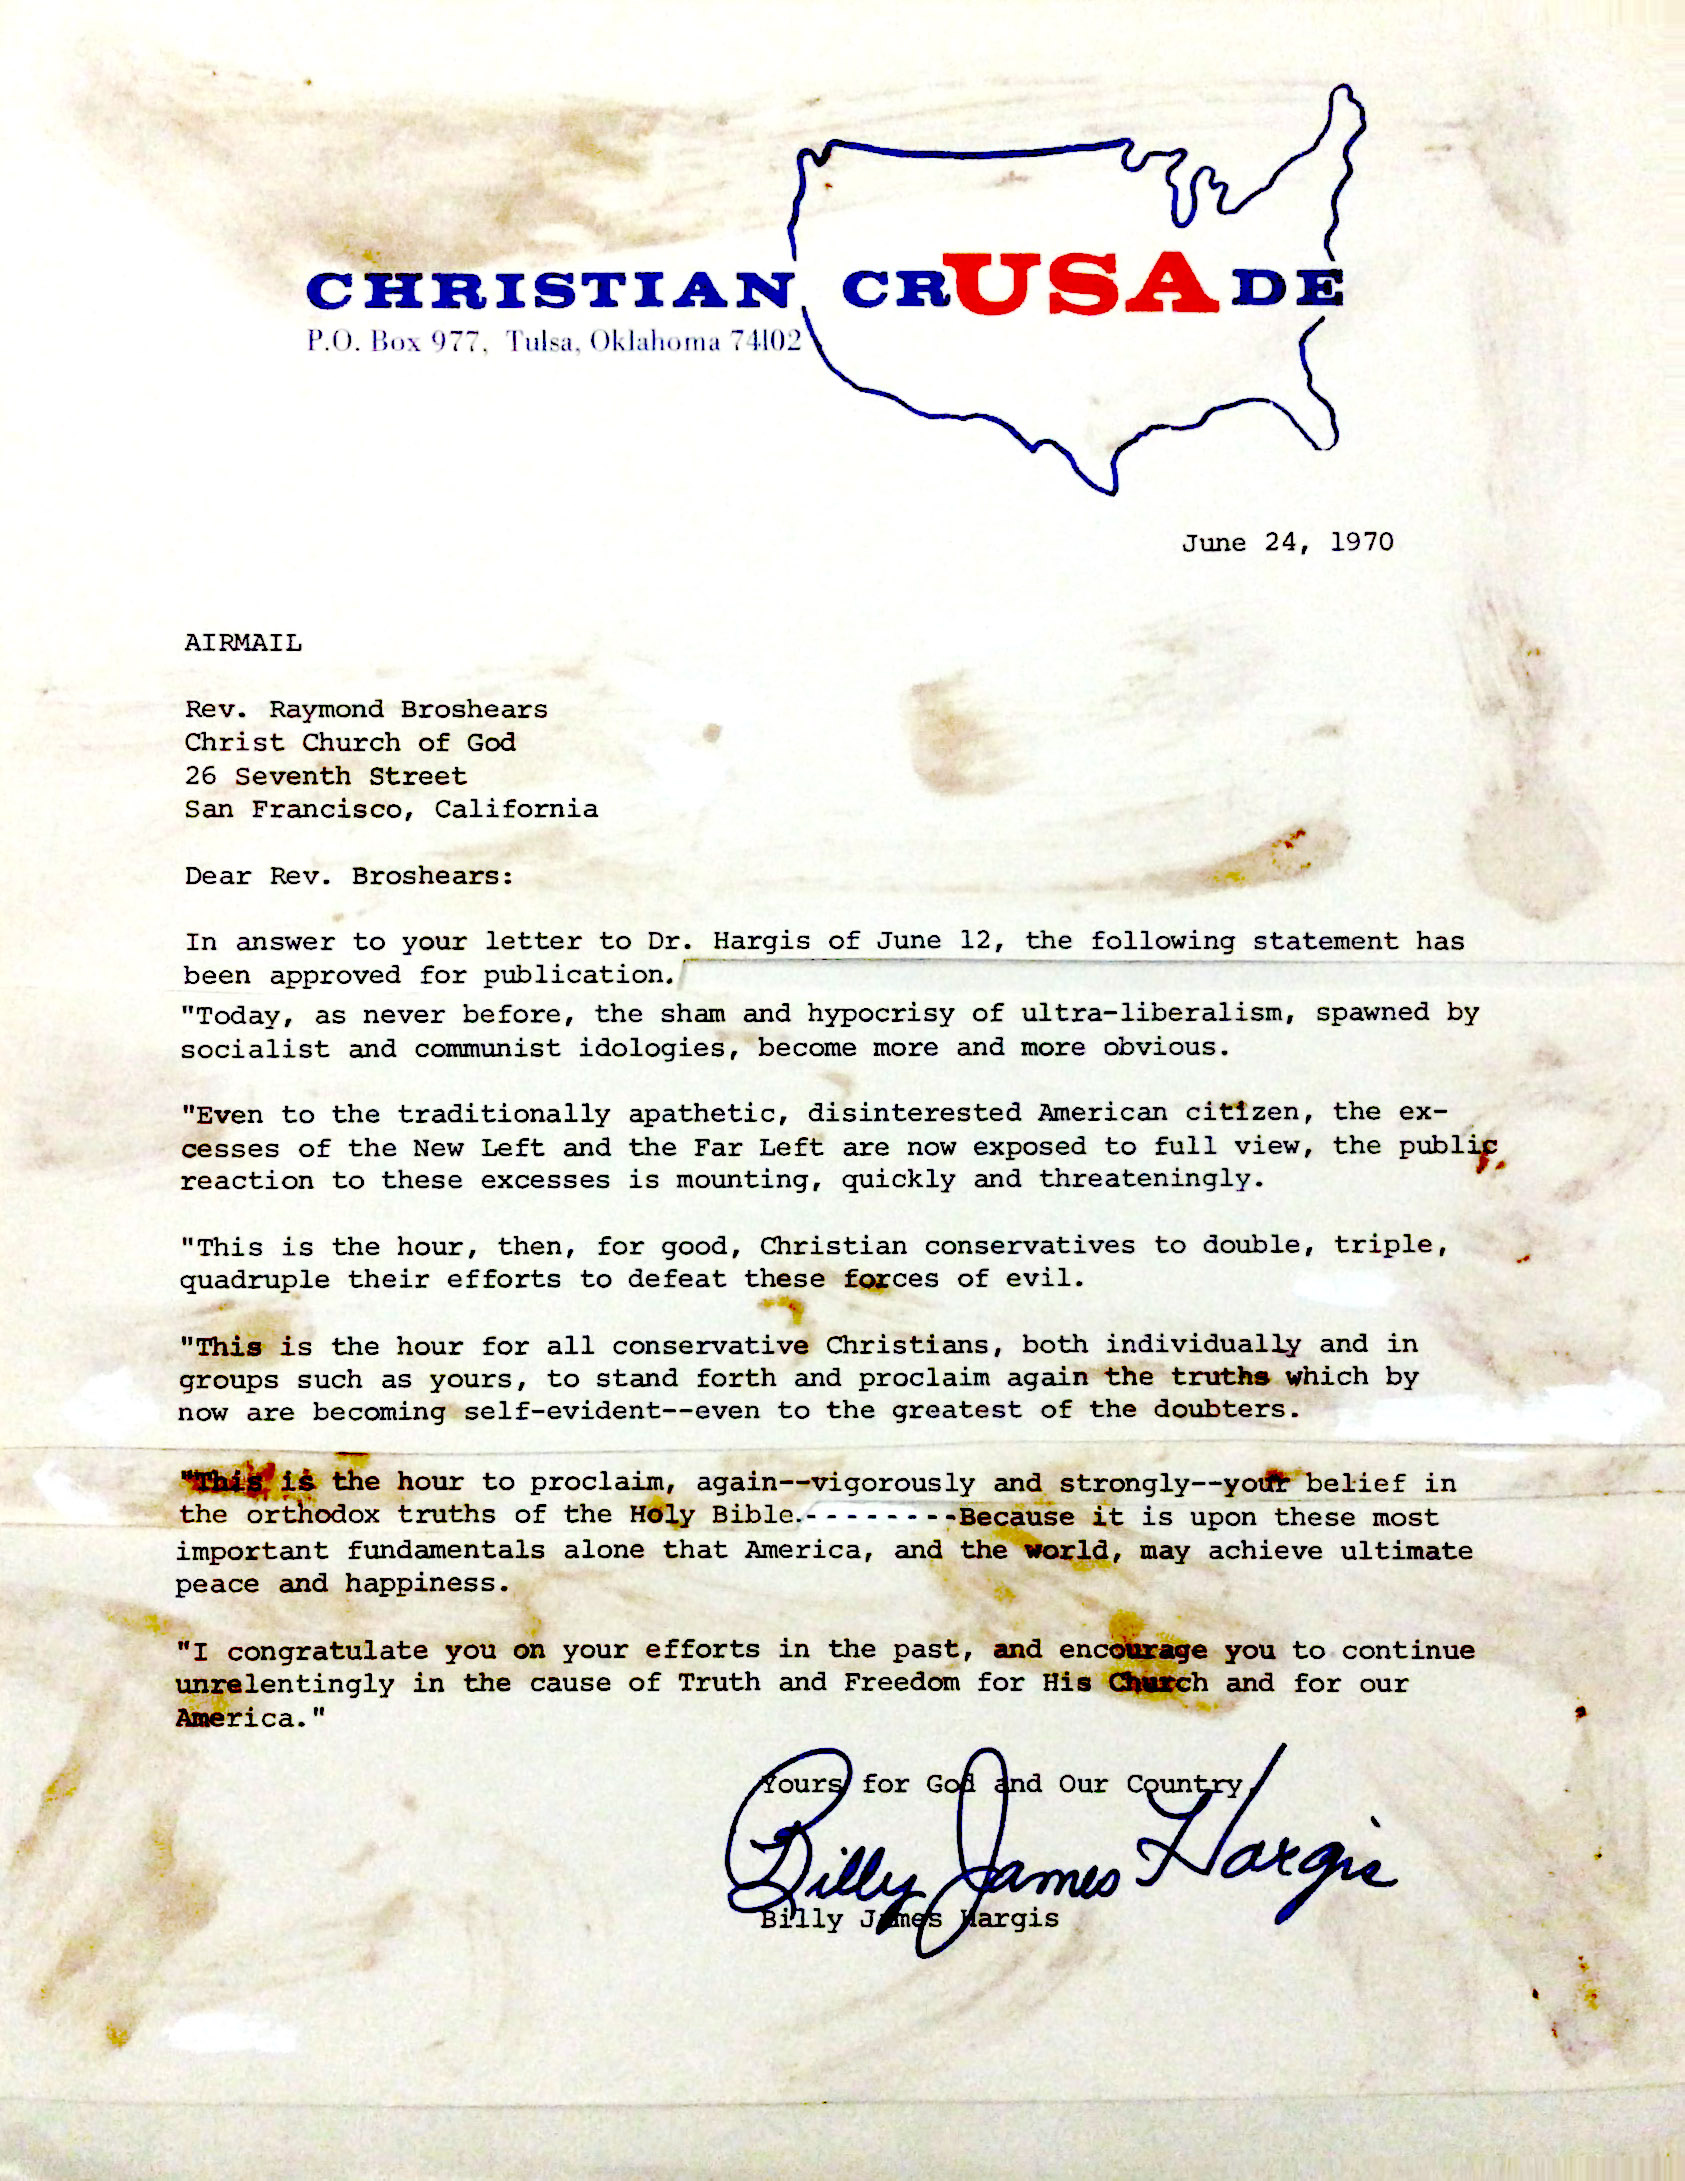 CHRISTIAN CRUSADE
P.O. Box 977, Tulsa, Oklahoma 74102
June 24, 1970
AIRMAIL
Rev. Raymond Broshears
Christ Church of God
26 Seventh Street
San Francisco, California
Dear Rev. Broshears:
In answer to your letter to Dr. Hargis of June 12, the following statement has
been approved for publication.
"Today, as never before, the sham and hypocrisy of ultra-liberalism, spawned by
socialist and communist idologies, become more and more obvious.
"Even to the traditionally apathetic, disinterested American citizen, the ex-
cesses of the New Left and the Far Left are now exposed to full view, the public
reaction to these excesses is mounting, quickly and threateningly.
"This is the hour, then, for good, Christian conservatives to double, triple,
quadruple their efforts to defeat these forces of evil.
"This is the hour for all conservative Christians, both individually and in
groups such as yours, to stand forth and proclaim again the truths which by
now are becoming self-evident--even to the greatest of the doubters.
"This is the hour to proclaim, again--vigorously and strongly--your belief in
the orthodox truths of the Holy Bible.---------Because it is upon these most
important fundamentals alone that America, and the world, may achieve ultimate
peace and happiness.
"I congratulate you on your efforts in the past, and encourage you to continue
unrelentingly in the cause of Truth and Freedom for His Church and for our
America."
Yours for God and Our Country,
Billy James Hargis
Billy James Hargis